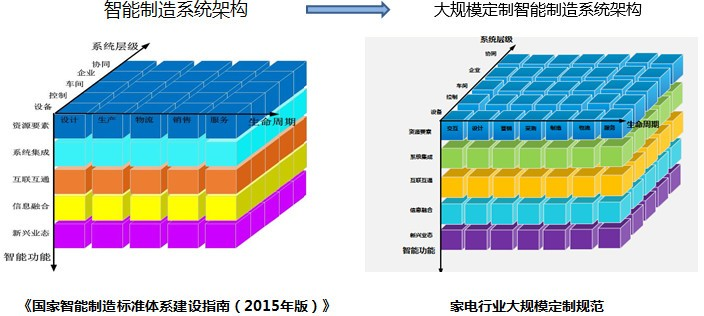 智能制造系统架构
大规模定制智能制造系统架构
系统层级
协同
企业
车间
控制
设备
资源要素
设计
生产
物流
销售
服务
生命周期
系统集成
互联互通
信息融合
新兴业态
智能功能
系统层级
协同
企业
车间
控制
设备
资源要素
交互
设计
营销
采购
制造
物流
服务
生命周期
系统集成
互联互通
信息融合
新兴业态
智能功能
《国家智能制造标准体系建设指南（2015年版）》
家电行业大规模定制规范